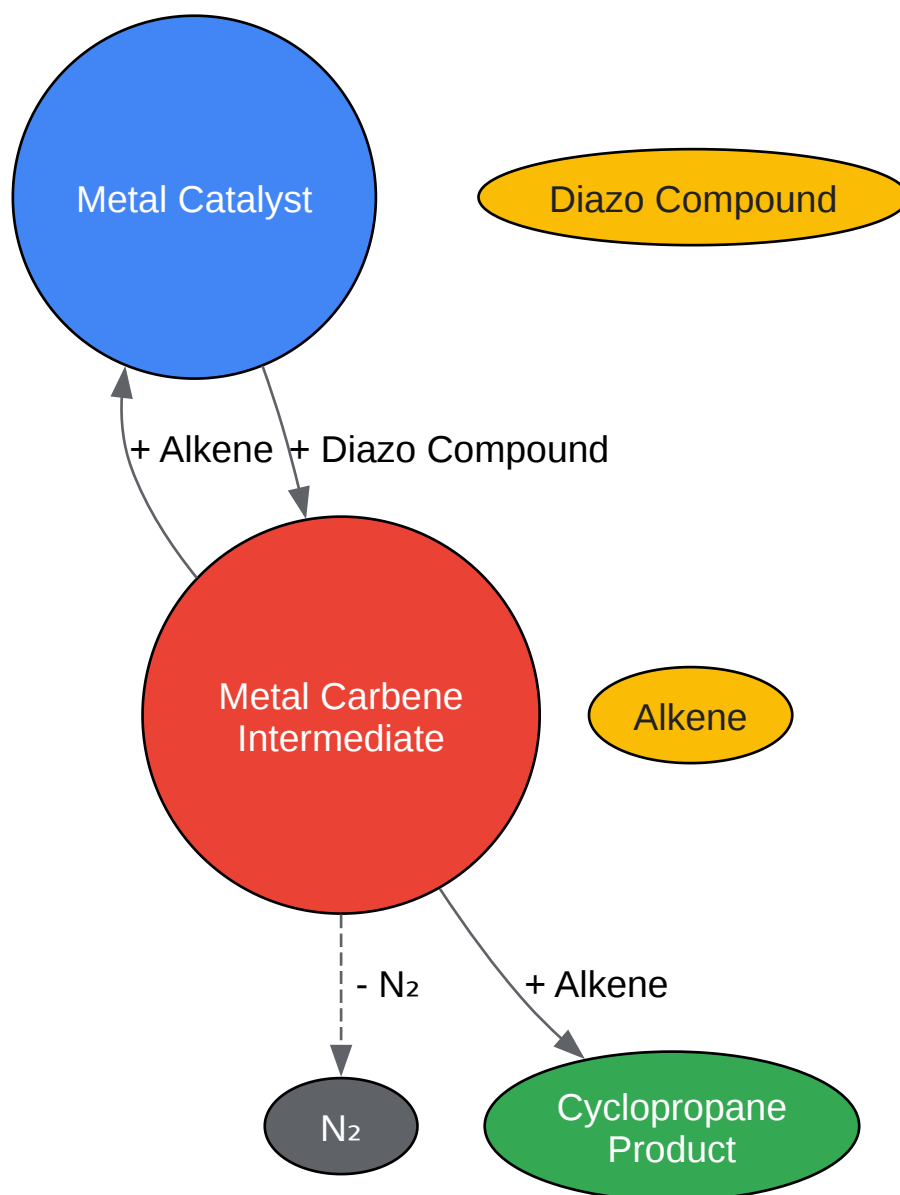 Metal Catalyst
Diazo Compound
+ Alkene
+ Diazo Compound
Metal Carbene
Intermediate
Alkene
- N₂
+ Alkene
N₂
Cyclopropane
Product